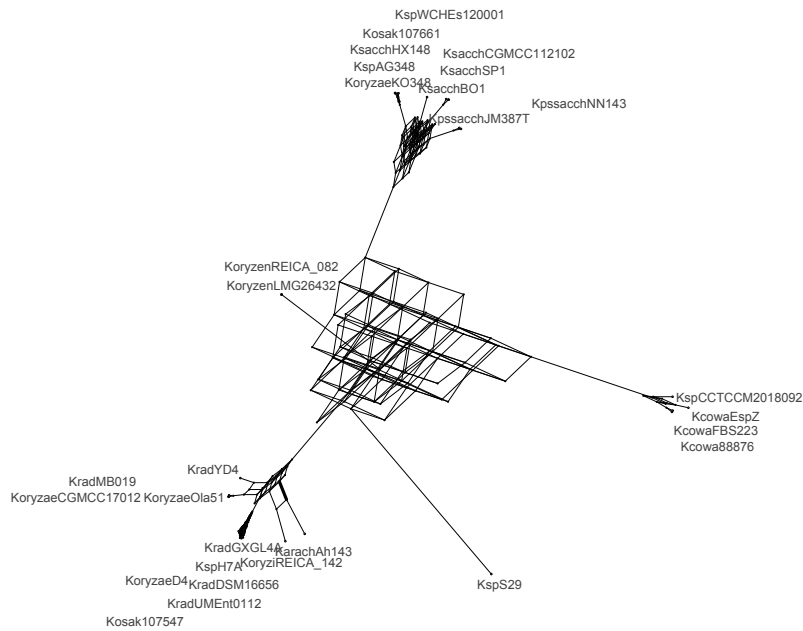 KspWCHEs120001
Kosak107661
KsacchHX148
KsacchCGMCC112102
KspAG348
KsacchSP1
KoryzaeKO348
KsacchBO1
KpssacchNN143
KpssacchJM387T
KoryzenREICA_082
KoryzenLMG26432
KspCCTCCM2018092
KcowaEspZ
KcowaFBS223
Kcowa88876
KradYD4
KradMB019
KoryzaeCGMCC17012
KoryzaeOla51
KradGXGL4A
KarachAh143
KspH7A
KoryziREICA_142
KoryzaeD4
KradDSM16656
KspS29
KradUMEnt0112
Kosak107547